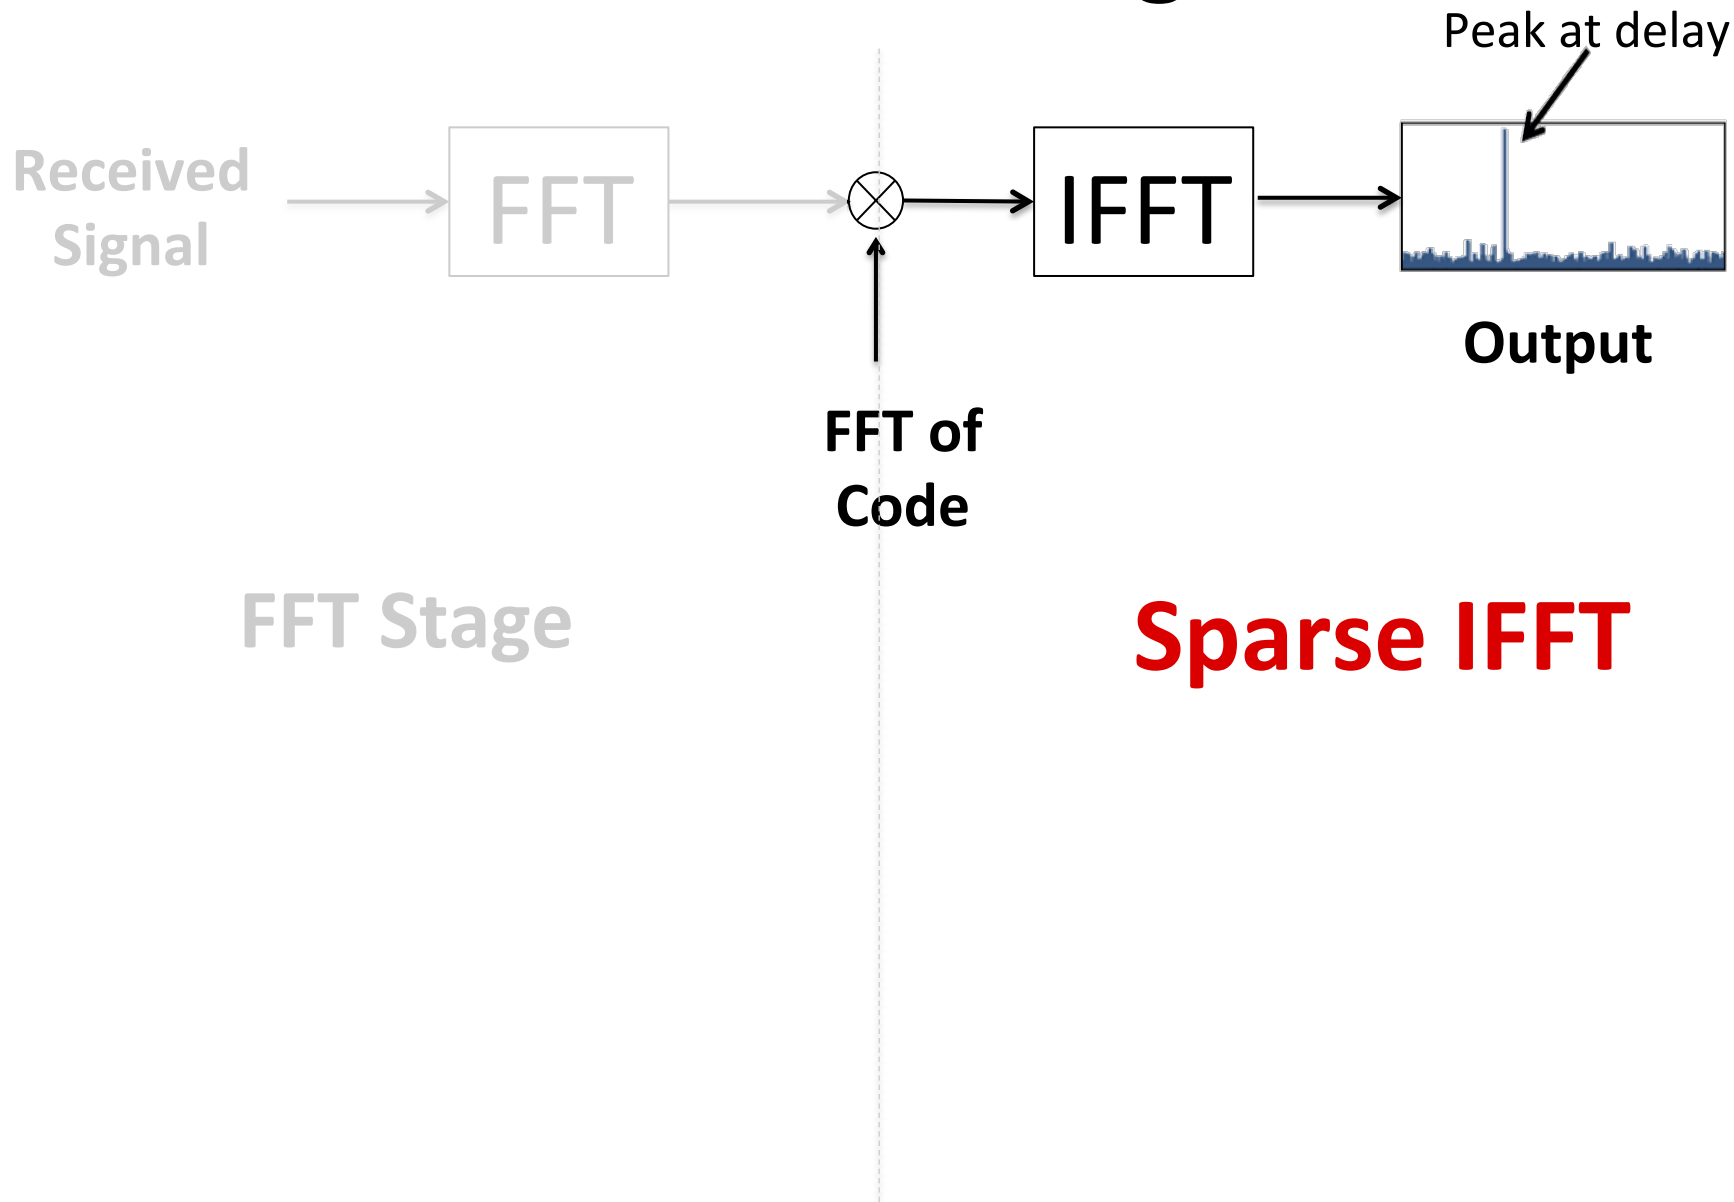 Peak at delay
Received
Signal
FFT
IFFT
Output
FFT of
Code
FFT Stage
Sparse IFFT